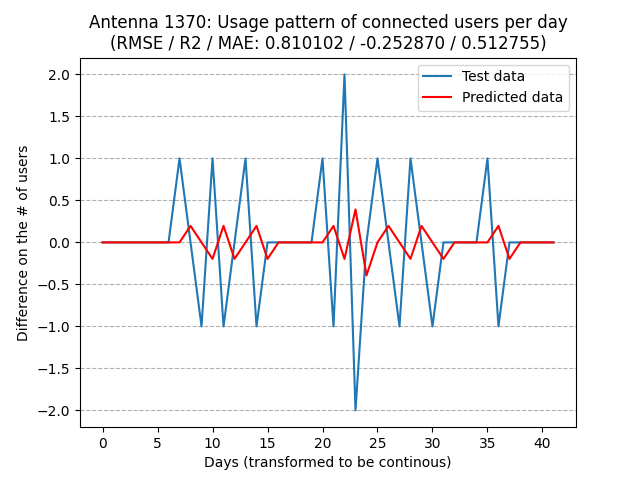 Antenna 1370: Usage pattern of connected users per day
(RMSE / R2 / MAE: 0.810102 / -0.252870 / 0.512755)
Test data
Predicted data
2.0
1.5
1.0
0.5
0.0
−0.5
−1.0
−1.5
−2.0
Difference on the # of users
0 5 10 15 20 25 30 35 40
Days (transformed to be continous)